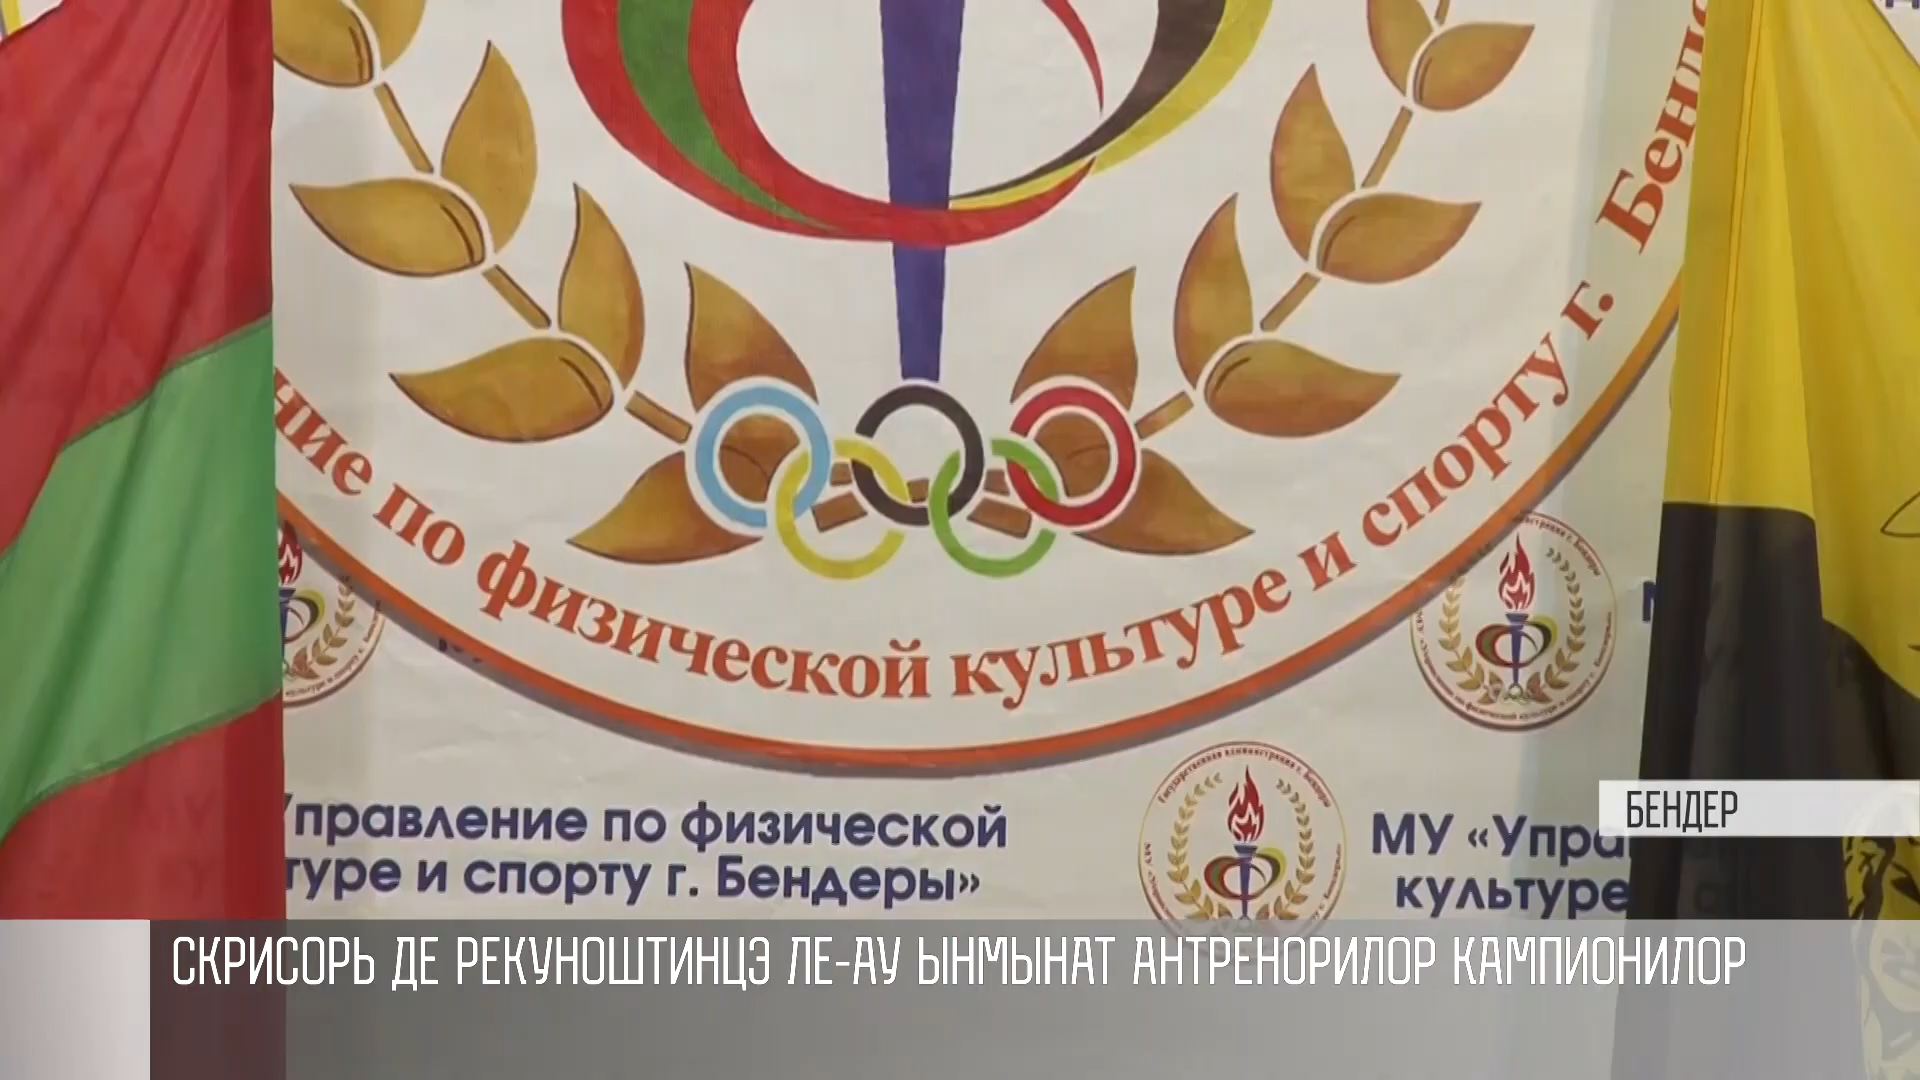 ние по физической культуре и спорту г. Бенде
Управление по физической
туре и спорту г. Бендеры»
МУ «Упра
культуре
БЕНДЕР
СКРИСОРЬ ДЕ РЕКУНОШТИНЦЭ ЛЕ-АУ ЫНМЫНАТ АНТРЕНОРИЛОР КАМПИОНИЛОР